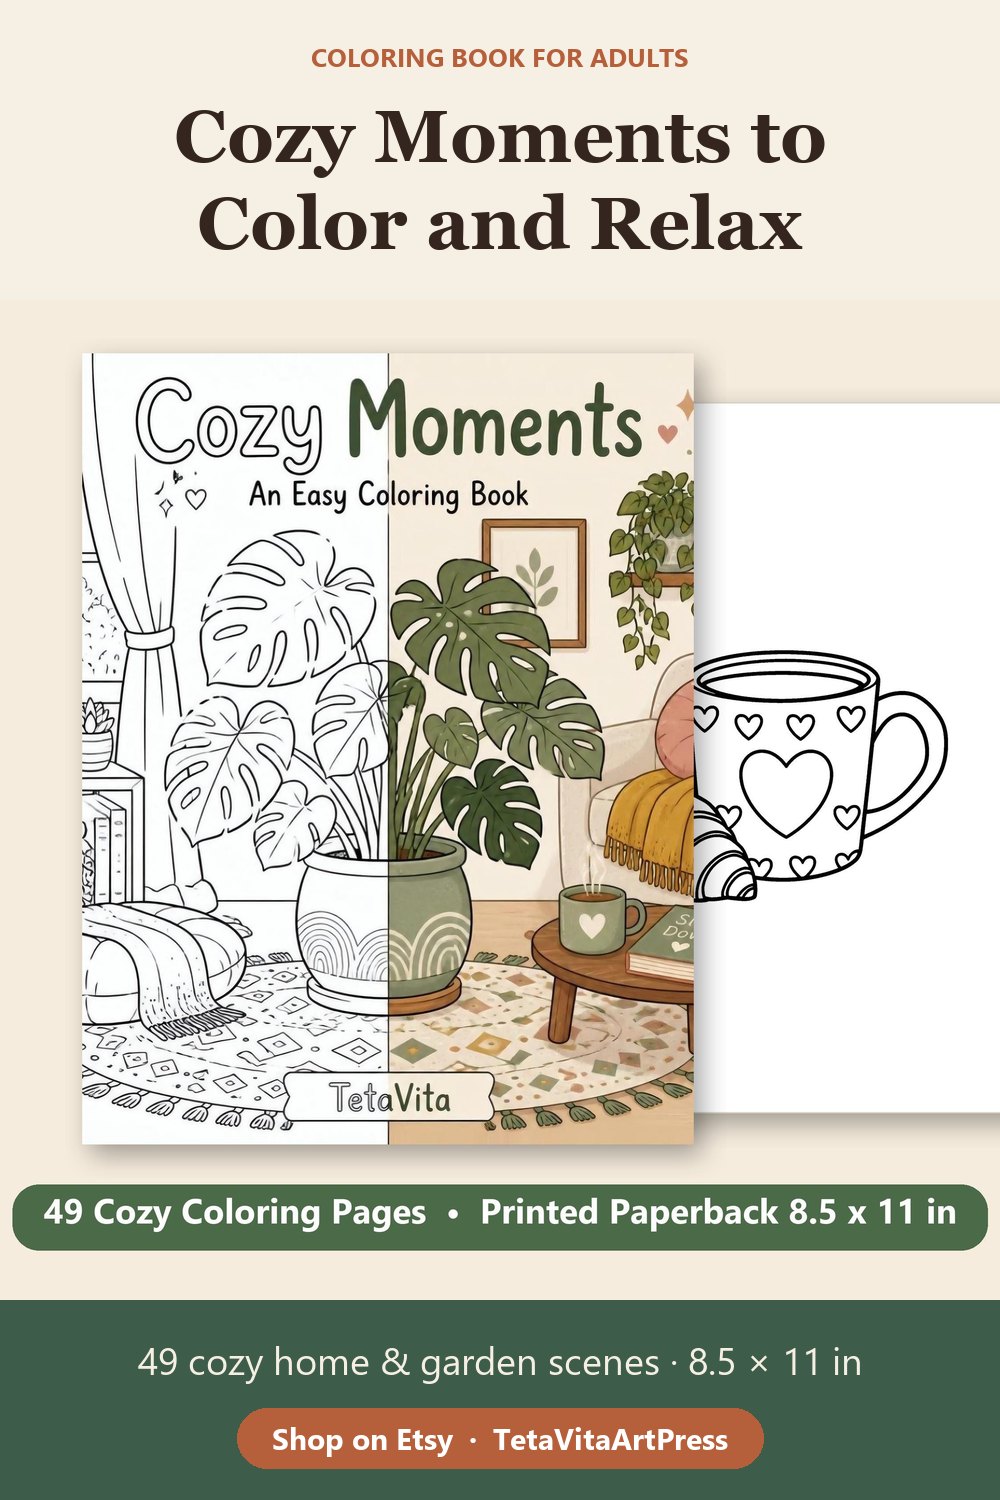 COLORING BOOK FOR ADULTS
Cozy Moments to
Color and Relax
Cozy Moments
An Easy Coloring Book
TetaVita
49 Cozy Coloring Pages • Printed Paperback 8.5 x 11 in
49 cozy home & garden scenes · 8.5 × 11 in
Shop on Etsy · TetaVitaArtPress